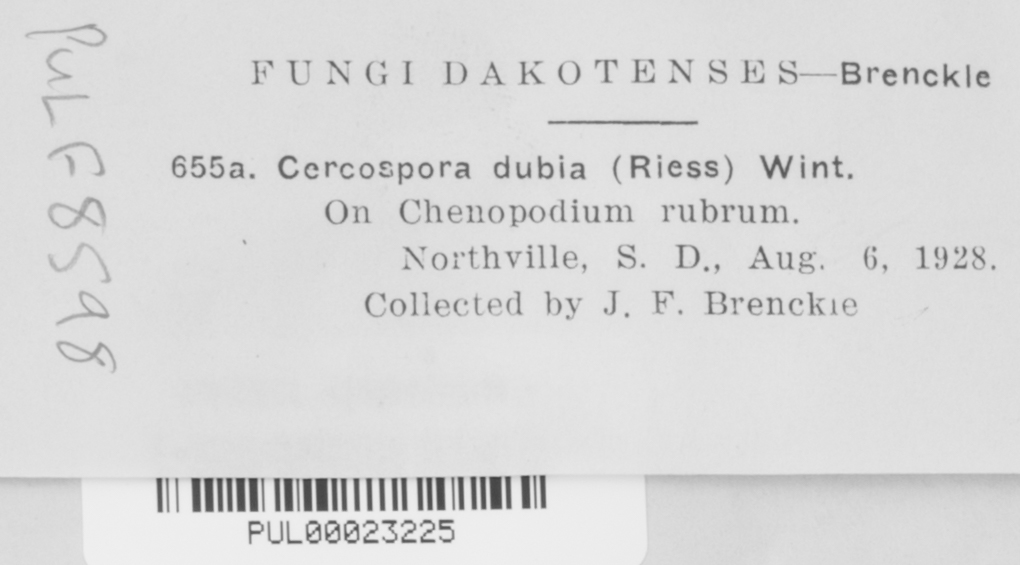 FUNGI DAKOTENSES—Brenckle
655a. Cercospora dubia (Riess) Wint.
On Chenopodium rubrum.
Northville, S. D., Aug. 6, 1928.
Collected by J. F. Brenckle
PUL F8598
PUL00023225